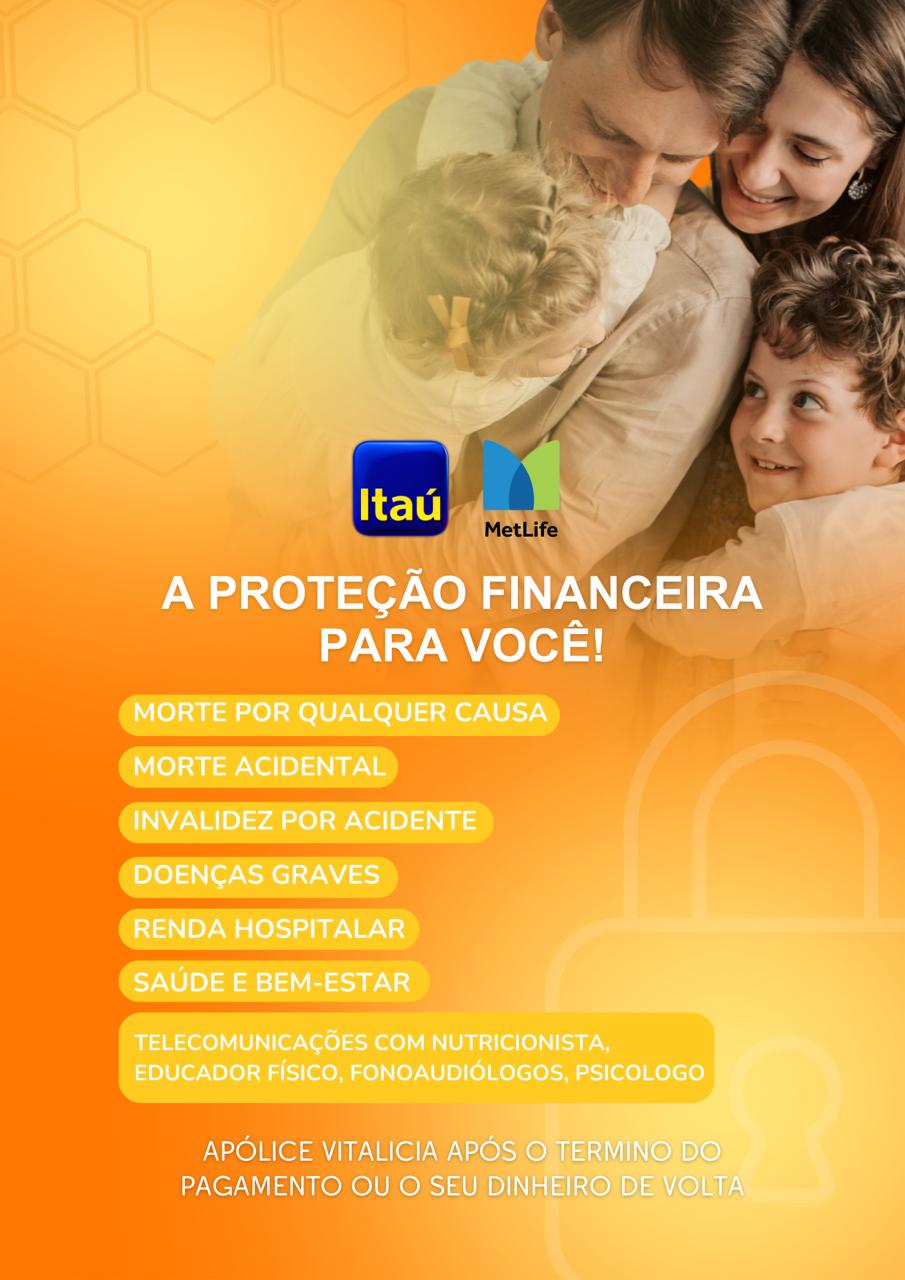 Itaú
MetLife
A PROTEÇÃO FINANCEIRA
PARA VOCÊ!
MORTE POR QUALQUER CAUSA
MORTE ACIDENTAL
INVALIDEZ POR ACIDENTE
DOENÇAS GRAVES
RENDA HOSPITALAR
SAÚDE E BEM-ESTAR
TELECOMUNICAÇÕES COM NUTRICIONISTA,
EDUCADOR FÍSICO, FONOAUDIÓLOGOS, PSICOLOGO
APÓLICE VITALICIA APÓS O TERMINO DO
PAGAMENTO OU O SEU DINHEIRO DE VOLTA